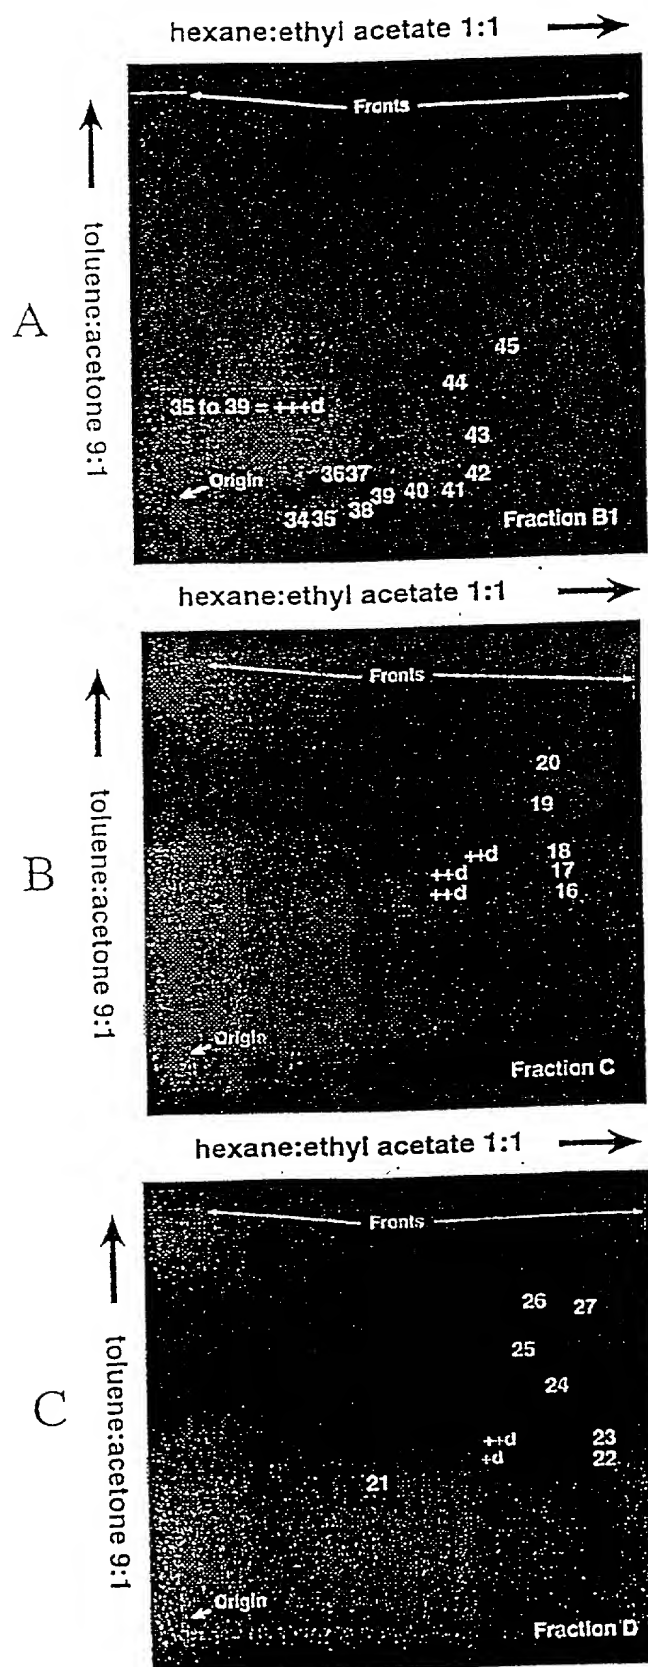 hexane:ethyl acetate 1:1
Fronts
A
toluene:acetone 9:1
45
44
35 to 39 = +++d
43
42
3637
Origin
39 40 41
38
3435
Fraction B1
hexane:ethyl acetate 1:1
Fronts
B
toluene:acetone 9:1
20
19
++d 18
++d 17
++d 16
Origin
Fraction C
hexane:ethyl acetate 1:1
Fronts
C
toluene:acetone 9:1
26 27
25
24
++d 23
+d 22
21
Origin
Fraction D